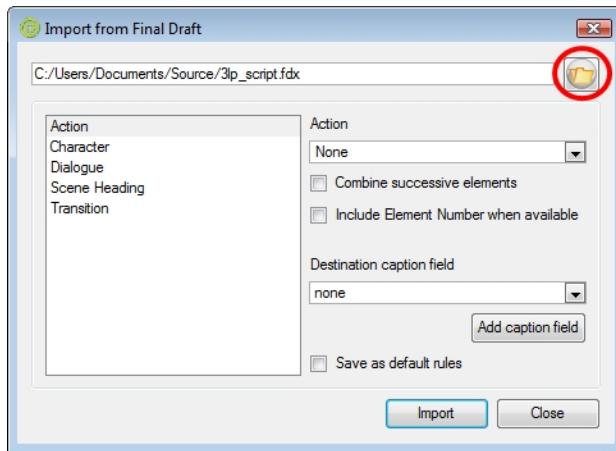 Import from Final Draft
C:/Users/Documents/Source/3lp_script.fdx
Action
Character
Dialogue
Scene Heading
Transition
Action
None
Combine successive elements
Include Element Number when available
Destination caption field
none
Add caption field
Save as default rules
Import
Close